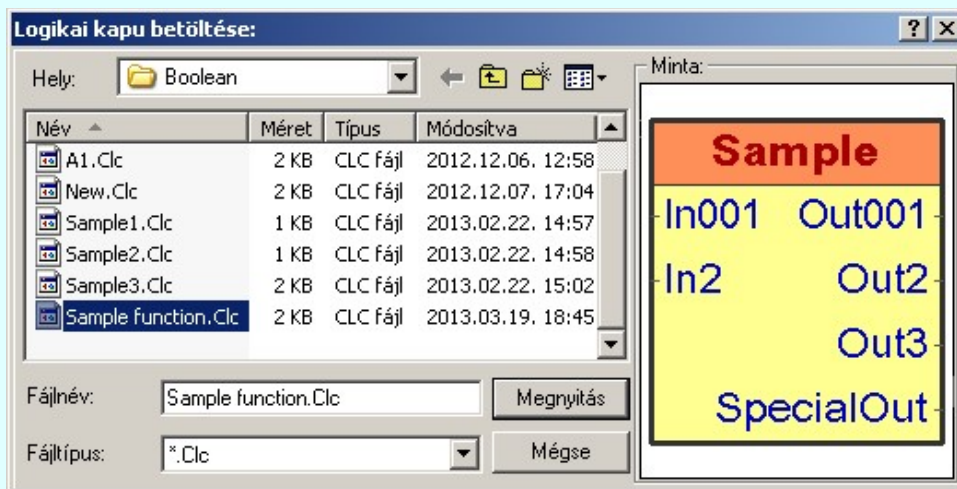 Logikai kapu betöltése:
Hely: Boolean
Név Méret Típus Módosítva
A1.Clc 2 KB CLC fájl 2012.12.06. 12:58
New.Clc 2 KB CLC fájl 2012.12.07. 17:04
Sample1.Clc 1 KB CLC fájl 2013.02.22. 14:57
Sample2.Clc 1 KB CLC fájl 2013.02.22. 14:58
Sample3.Clc 2 KB CLC fájl 2013.02.22. 15:02
Sample function.Clc 2 KB CLC fájl 2013.03.19. 18:45
Fájlnév: Sample function.Clc Megnyitás
Fájltípus: *.Clc Mégse
Minta:
Sample
In001 Out001
In2 Out2
Out3
SpecialOut